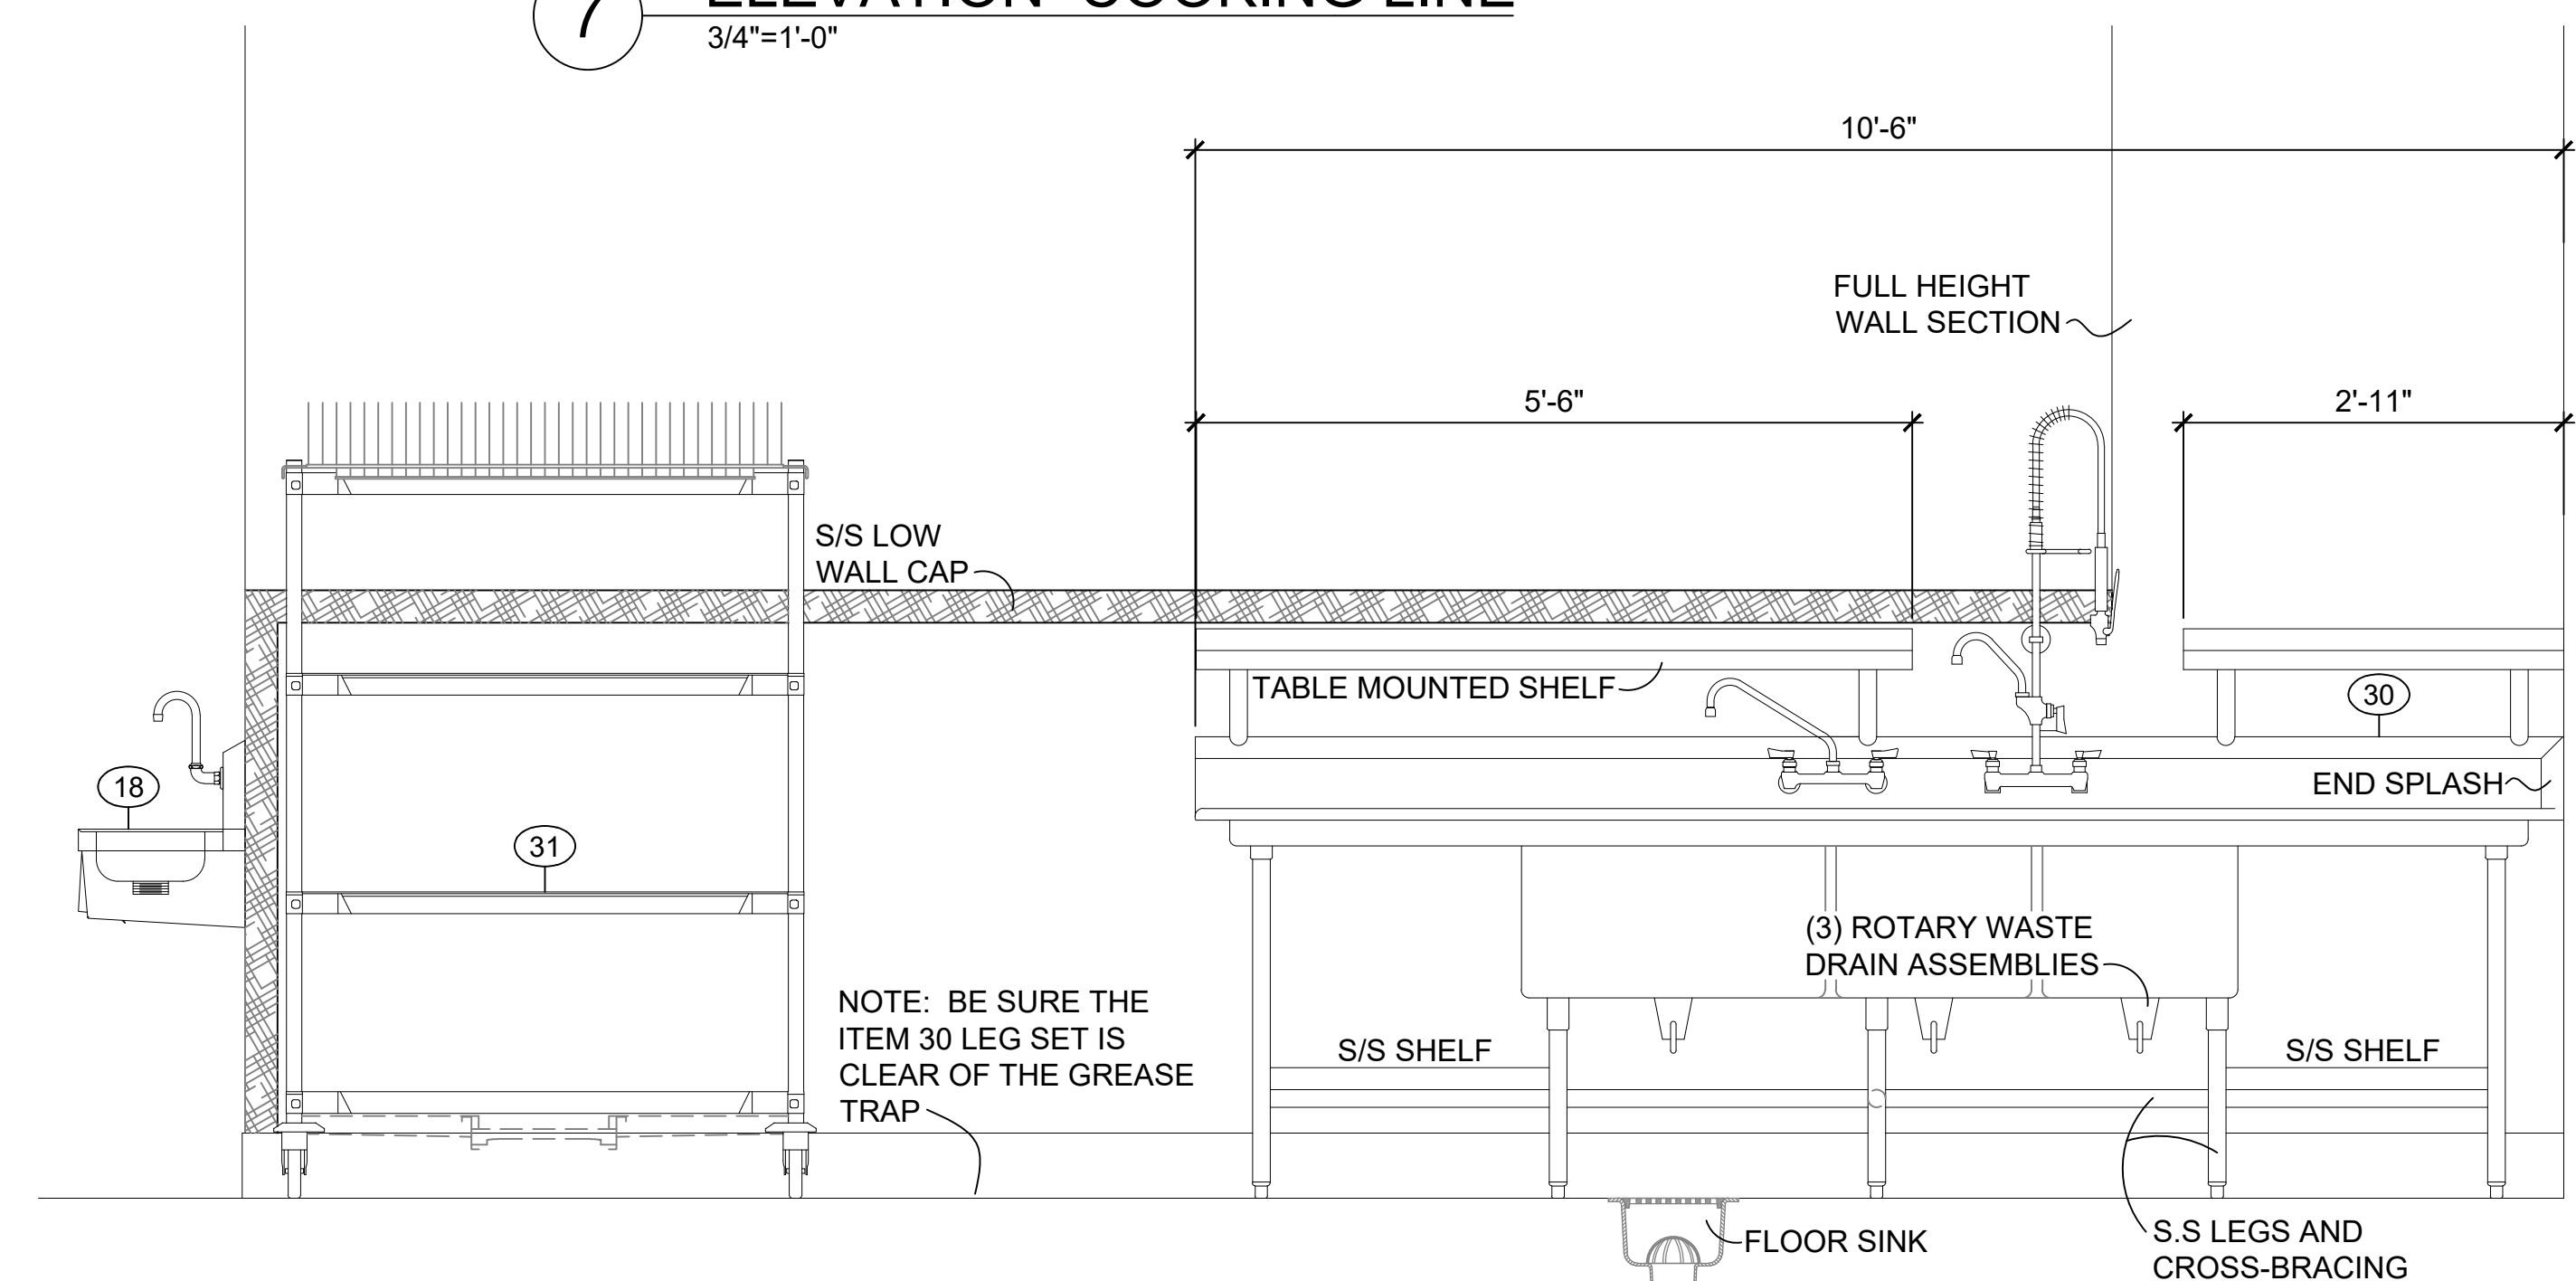 7
ELEVATION- COOKING LINE
3/4"=1'-0"
10'-6"
FULL HEIGHT
WALL SECTION
5'-6"
2'-11"
S/S LOW
WALL CAP
TABLE MOUNTED SHELF
30
18
END SPLASH
31
(3) ROTARY WASTE
DRAIN ASSEMBLIES
NOTE:  BE SURE THE
ITEM 30 LEG SET IS
CLEAR OF THE GREASE
TRAP
S/S SHELF
S/S SHELF
FLOOR SINK
S.S LEGS AND
CROSS-BRACING